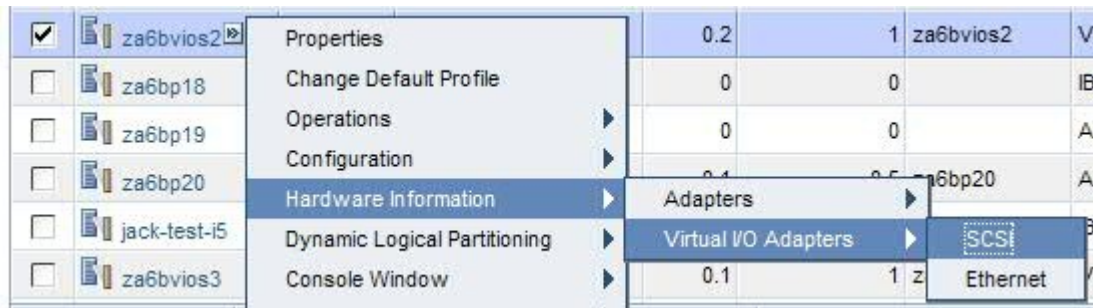 za6bvios2 Properties 0.2 1 za6bvios2 V
za6bp18 Change Default Profile 0 0 IB
za6bp19 Operations 0 0 A
Configuration
za6bp20 za6bp20 A
Hardware Information Adapters
jack-test-i5 Dynamic Logical Partitioning Virtual I/O Adapters SCSI
za6bvios3 Console Window 0.1 1 Ethernet